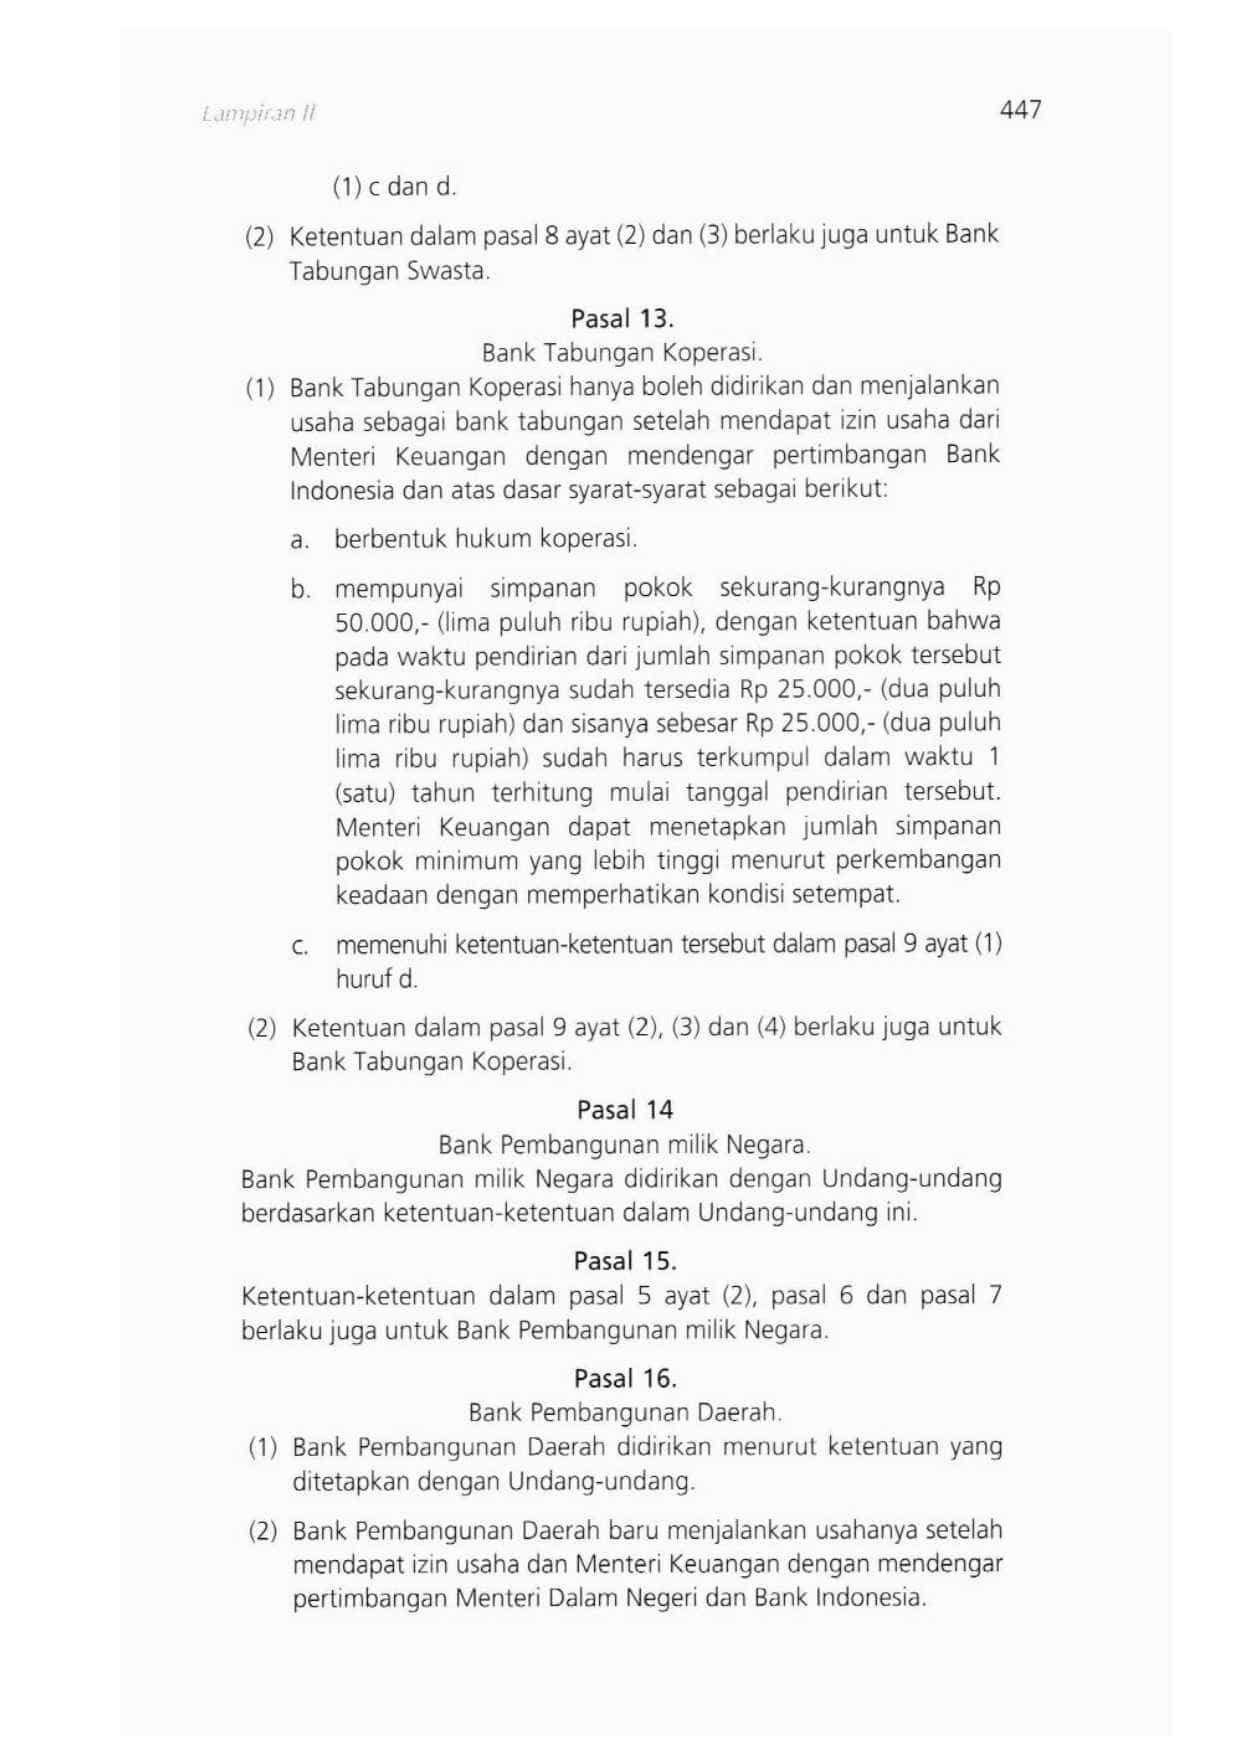 Lampiran II 447
(1) c dan d.
(2) Ketentuan dalam pasal 8 ayat (2) dan (3) berlaku juga untuk Bank
Tabungan Swasta.
Pasal 13.
Bank Tabungan Koperasi.
(1) Bank Tabungan Koperasi hanya boleh didirikan dan menjalankan
usaha sebagai bank tabungan setelah mendapat izin usaha dari
Menteri Keuangan dengan mendengar pertimbangan Bank
Indonesia dan atas dasar syarat-syarat sebagai berikut:
a. berbentuk hukum koperasi.
b. mempunyai simpanan pokok sekurang-kurangnya Rp
50.000,- (lima puluh ribu rupiah), dengan ketentuan bahwa
pada waktu pendirian dari jumlah simpanan pokok tersebut
sekurang-kurangnya sudah tersedia Rp 25.000,- (dua puluh
lima ribu rupiah) dan sisanya sebesar Rp 25.000,- (dua puluh
lima ribu rupiah) sudah harus terkumpul dalam waktu 1
(satu) tahun terhitung mulai tanggal pendirian tersebut.
Menteri Keuangan dapat menetapkan jumlah simpanan
pokok minimum yang lebih tinggi menurut perkembangan
keadaan dengan memperhatikan kondisi setempat.
c. memenuhi ketentuan-ketentuan tersebut dalam pasal 9 ayat (1)
huruf d.
(2) Ketentuan dalam pasal 9 ayat (2), (3) dan (4) berlaku juga untuk
Bank Tabungan Koperasi.
Pasal 14
Bank Pembangunan milik Negara.
Bank Pembangunan milik Negara didirikan dengan Undang-undang
berdasarkan ketentuan-ketentuan dalam Undang-undang ini.
Pasal 15.
Ketentuan-ketentuan dalam pasal 5 ayat (2), pasal 6 dan pasal 7
berlaku juga untuk Bank Pembangunan milik Negara.
Pasal 16.
Bank Pembangunan Daerah.
(1) Bank Pembangunan Daerah didirikan menurut ketentuan yang
ditetapkan dengan Undang-undang.
(2) Bank Pembangunan Daerah baru menjalankan usahanya setelah
mendapat izin usaha dan Menteri Keuangan dengan mendengar
pertimbangan Menteri Dalam Negeri dan Bank Indonesia.